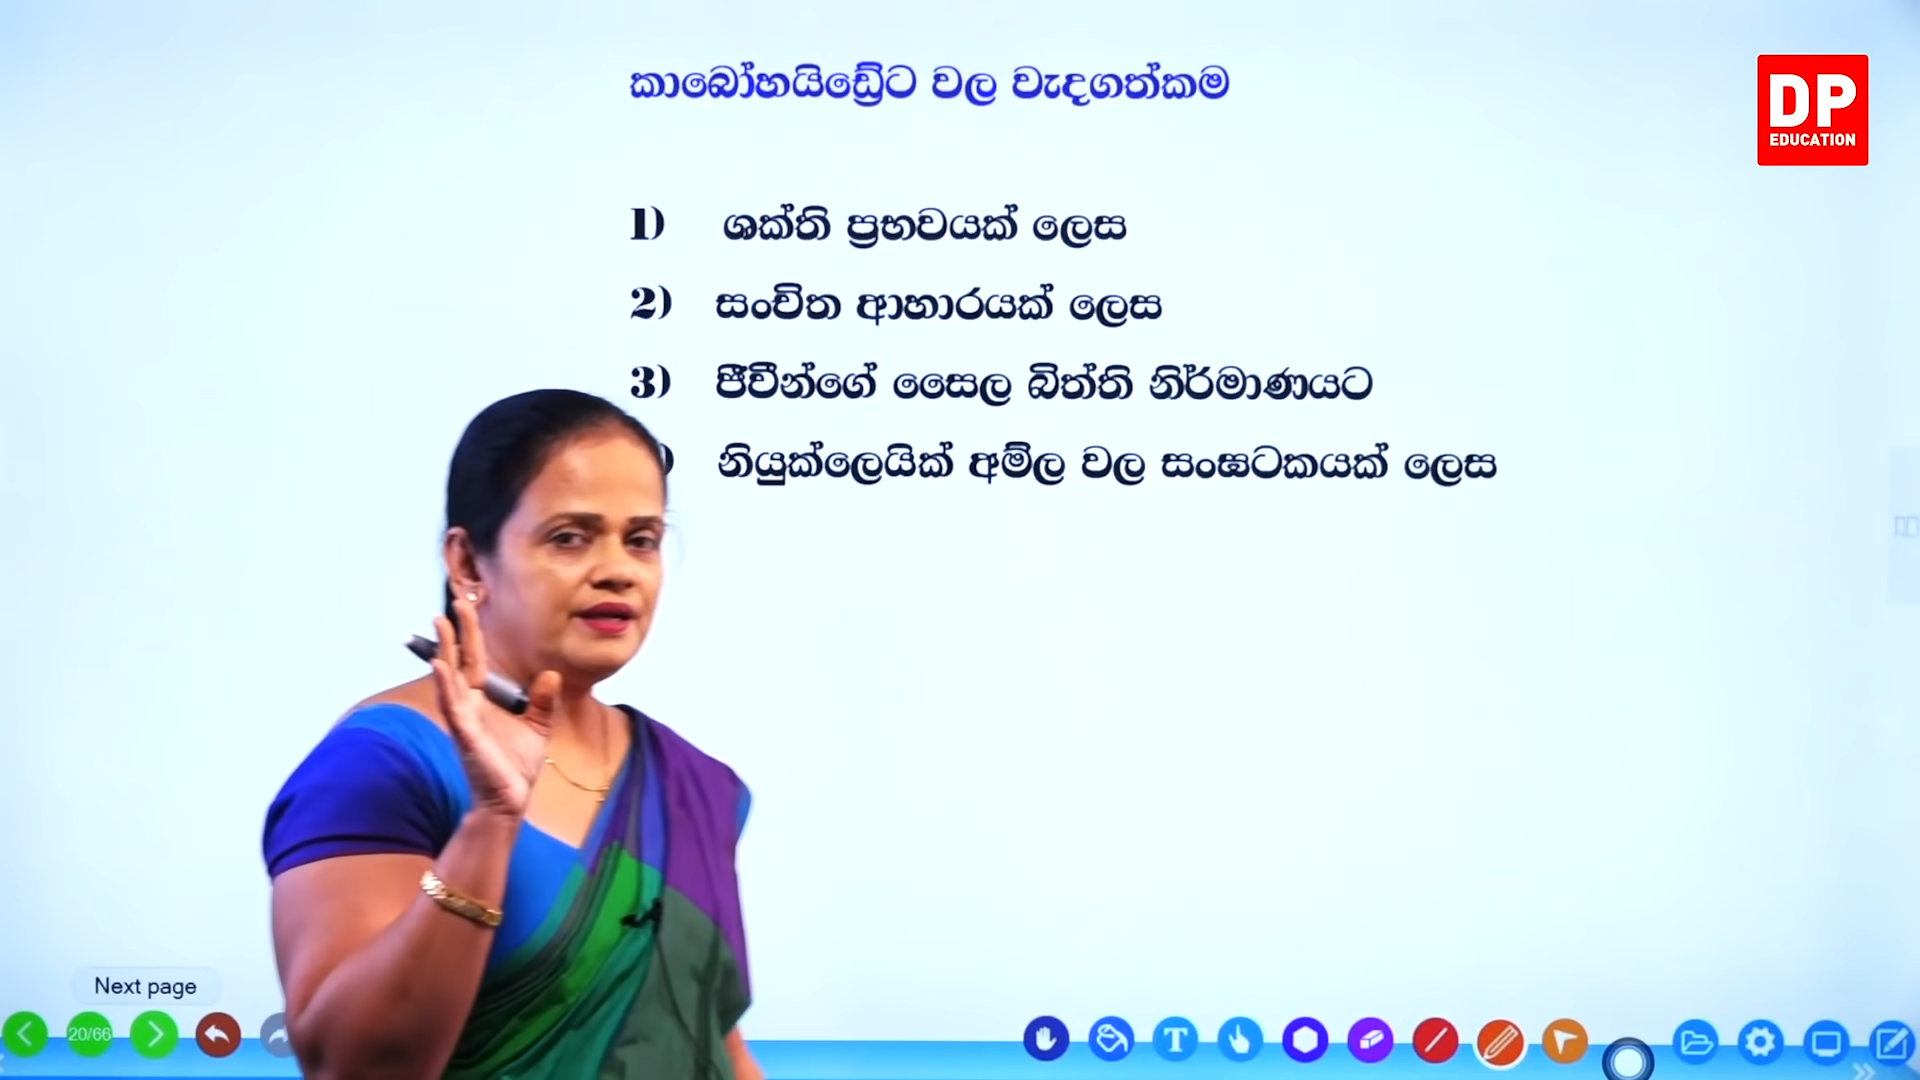 කාබෝහයිඩ්‍රේට වල වැදගත්කම
DP
EDUCATION
1) ශක්ති ප්‍රභවයක් ලෙස
2) සංචිත ආහාරයක් ලෙස
3) ජීවීන්ගේ සෛල බිත්ති නිර්මාණයට
) නියුක්ලෙයික් අම්ල වල සංඝටකයක් ලෙස
Next page
20/66
T